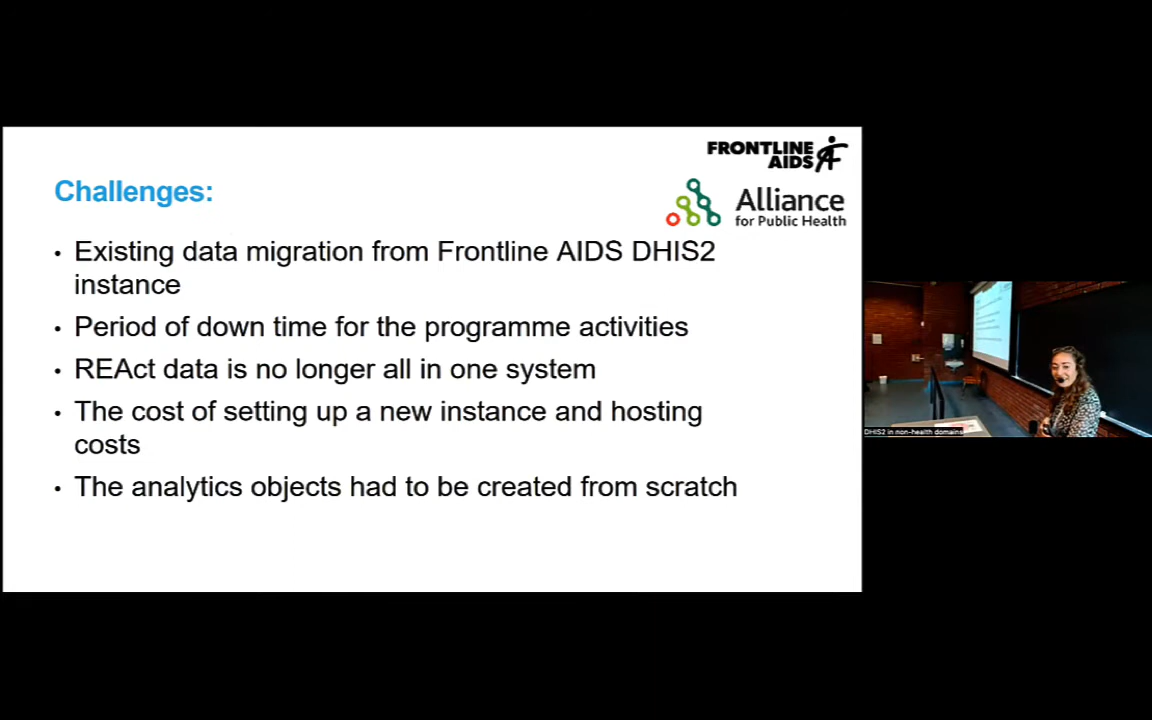 FRONTLINE
AIDS
Alliance
for Public Health
Challenges:
• Existing data migration from Frontline AIDS DHIS2
instance
• Period of down time for the programme activities
• REAct data is no longer all in one system
• The cost of setting up a new instance and hosting
costs
• The analytics objects had to be created from scratch
DHIS2 in non-health domains